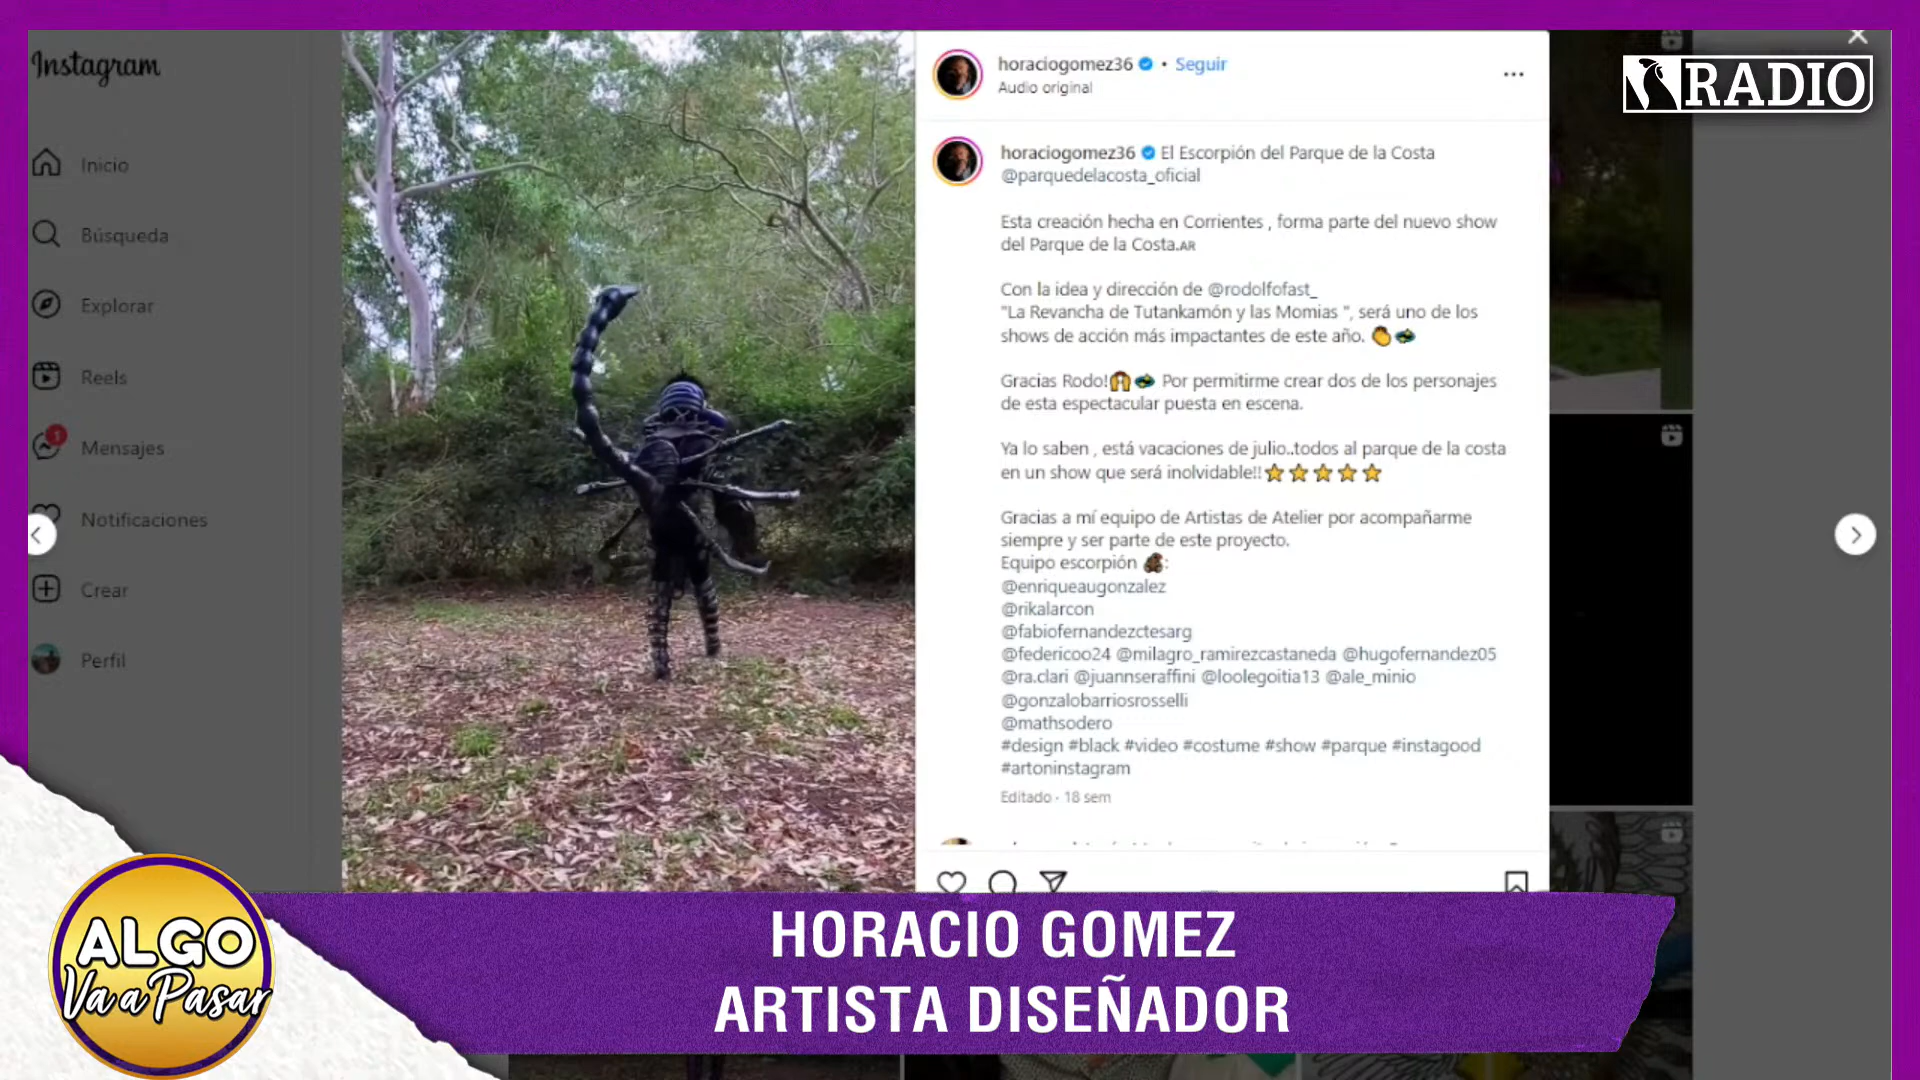 Instagram
Inicio
Búsqueda
Explorar
Reels
1
Mensajes
Notificaciones
Crear
Perfil
horaciogomez36 • Seguir
Audio original
horaciogomez36 El Escorpión del Parque de la Costa
@parquedelacosta_oficial
Esta creación hecha en Corrientes , forma parte del nuevo show
del Parque de la Costa.AR
Con la idea y dirección de @rodolfofast_
"La Revancha de Tutankamón y las Momias ", será uno de los
shows de acción más impactantes de este año.
Gracias Rodo! Por permitirme crear dos de los personajes
de esta espectacular puesta en escena.
Ya lo saben , está vacaciones de julio..todos al parque de la costa
en un show que será inolvidable!!
Gracias a mí equipo de Artistas de Atelier por acompañarme
siempre y ser parte de este proyecto.
Equipo escorpión :
@enriqueaugonzalez
@rikalarcon
@fabiofernandezctesarg
@federicoo24 @milagro_ramirezcastaneda @hugofernandez05
@ra.clari @juannseraffini @loolegoitia13 @ale_minio
@gonzalobarriosrosselli
@mathsodero
#design #black #video #costume #show #parque #instagood
#artoninstagram
Editado · 18 sem
RADIO
HORACIO GOMEZ
ARTISTA DISEÑADOR
ALGO
Va a Pasar